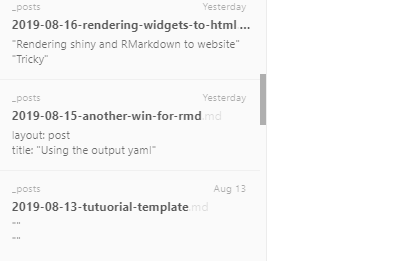 _posts Yesterday
2019-08-16-rendering-widgets-to-html ...
"Rendering shiny and RMarkdown to website"
"Tricky"
_posts Yesterday
2019-08-15-another-win-for-rmd.md
layout: post
title: "Using the output yaml"
_posts Aug 13
2019-08-13-tutuorial-template.md
""
""